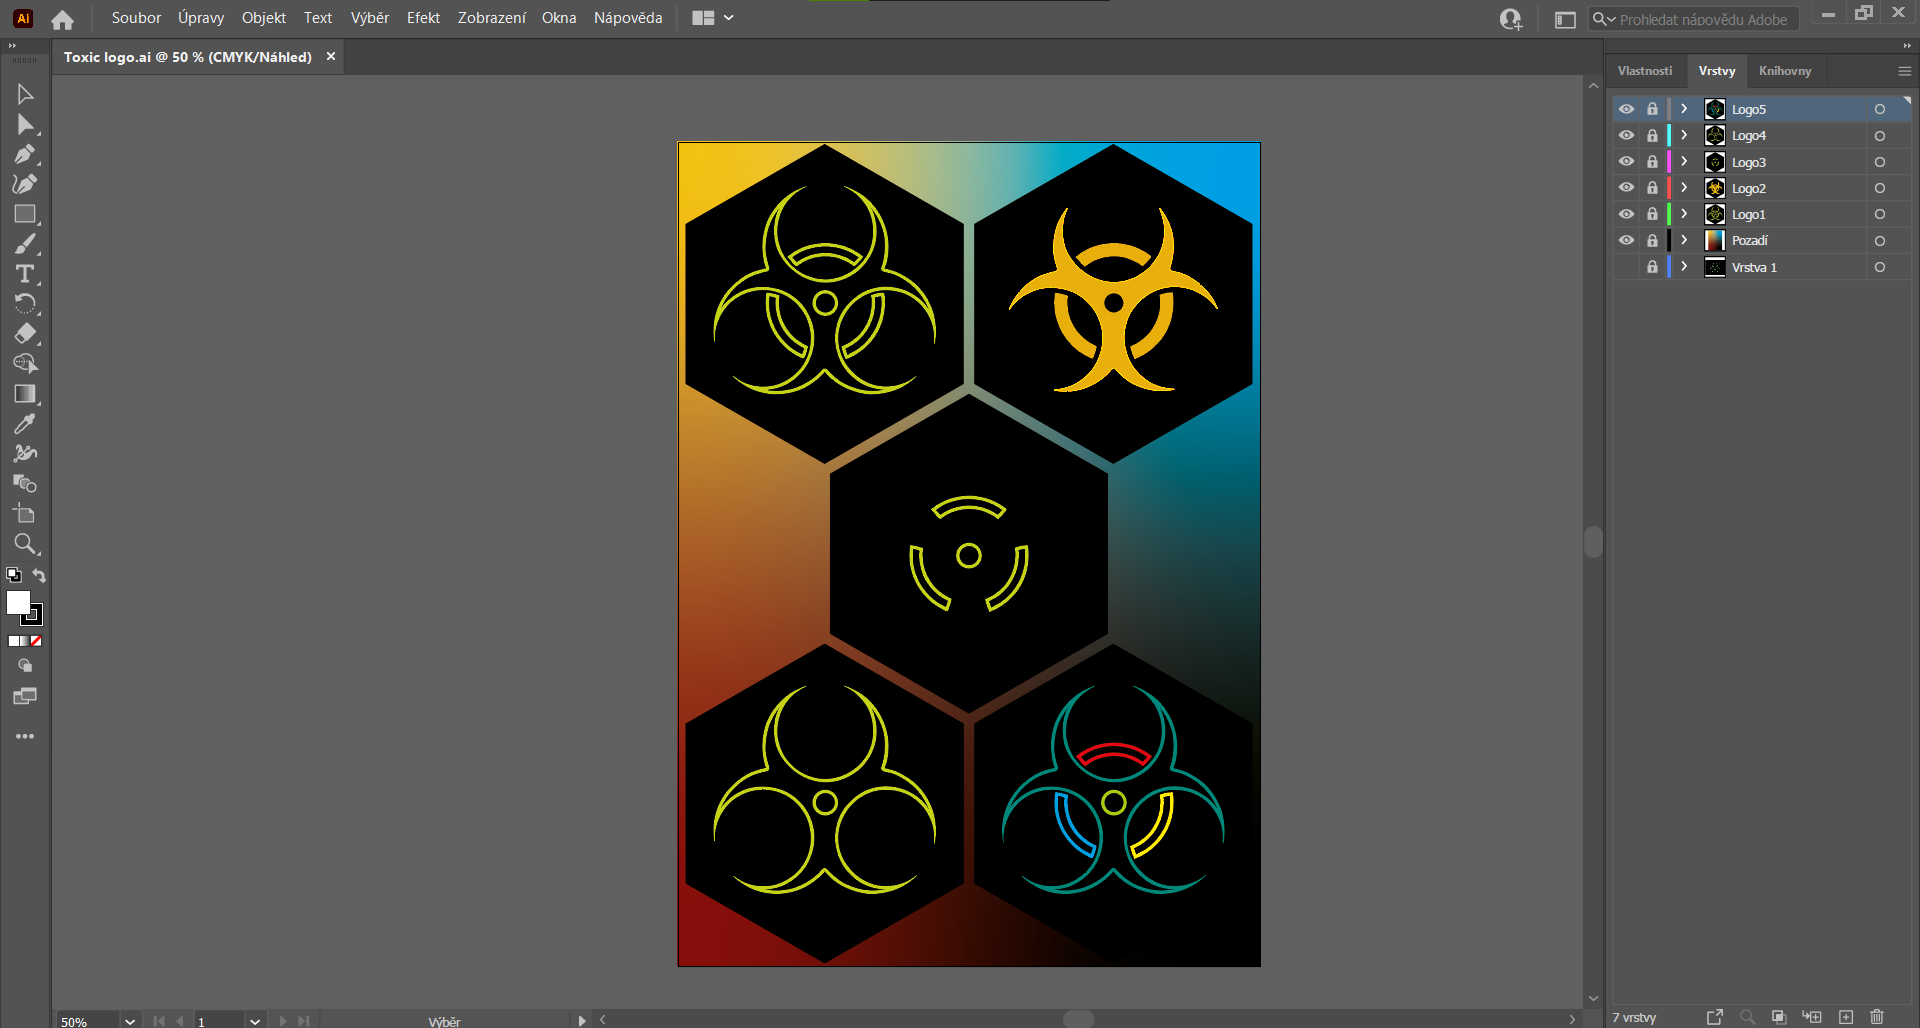 Ai Soubor Úpravy Objekt Text Výběr Efekt Zobrazení Okna Nápověda Prohledat nápovědu Adobe
Toxic logo.ai @ 50 % (CMYK/Náhled)
Vlastnosti Vrstvy Knihovny
Logo5
Logo4
Logo3
Logo2
Logo1
Pozadí
Vrstva 1
50% 1 Výběr 7 vrstvy